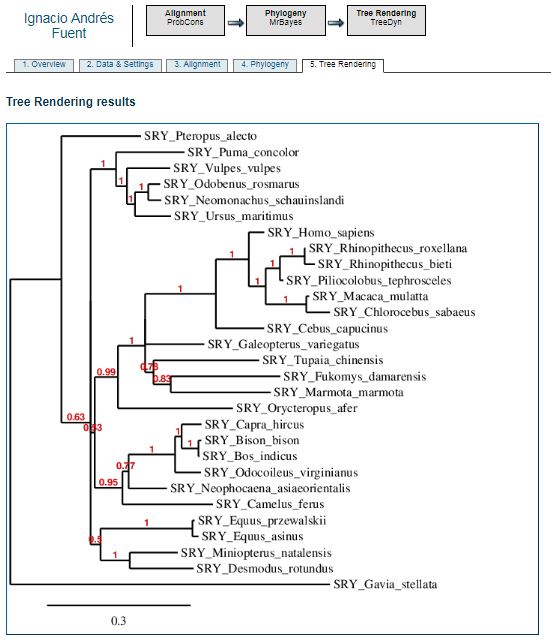 Ignacio Andrés
Fuent
Alignment
ProbCons
Phylogeny
MrBayes
Tree Rendering
TreeDyn
1. Overview
2. Data & Settings
3. Alignment
4. Phylogeny
5. Tree Rendering
Tree Rendering results
SRY_Pteropus_alecto
SRY_Puma_concolor
1
SRY_Vulpes_vulpes
1
SRY_Odobenus_rosmarus
1
SRY_Neomonachus_schauinslandi
1
SRY_Ursus_maritimus
SRY_Homo_sapiens
SRY_Rhinopithecus_roxellana
1
1
SRY_Rhinopithecus_bieti
1
SRY_Piliocolobus_tephrosceles
1
SRY_Macaca_mulatta
1
SRY_Chlorocebus_sabaeus
SRY_Cebus_capucinus
1
SRY_Galeopterus_variegatus
SRY_Tupaia_chinensis
0.78
0.99
SRY_Fukomys_damarensis
0.83
SRY_Marmota_marmota
SRY_Orycteropus_afer
0.63
0.53
SRY_Capra_hircus
1
SRY_Bison_bison
1
1
SRY_Bos_indicus
0.77
SRY_Odocoileus_virginianus
0.95
SRY_Neophocaena_asiaeorientalis
SRY_Camelus_ferus
SRY_Equus_przewalskii
1
SRY_Equus_asinus
0.5
SRY_Miniopterus_natalensis
1
SRY_Desmodus_rotundus
SRY_Gavia_stellata
0.3